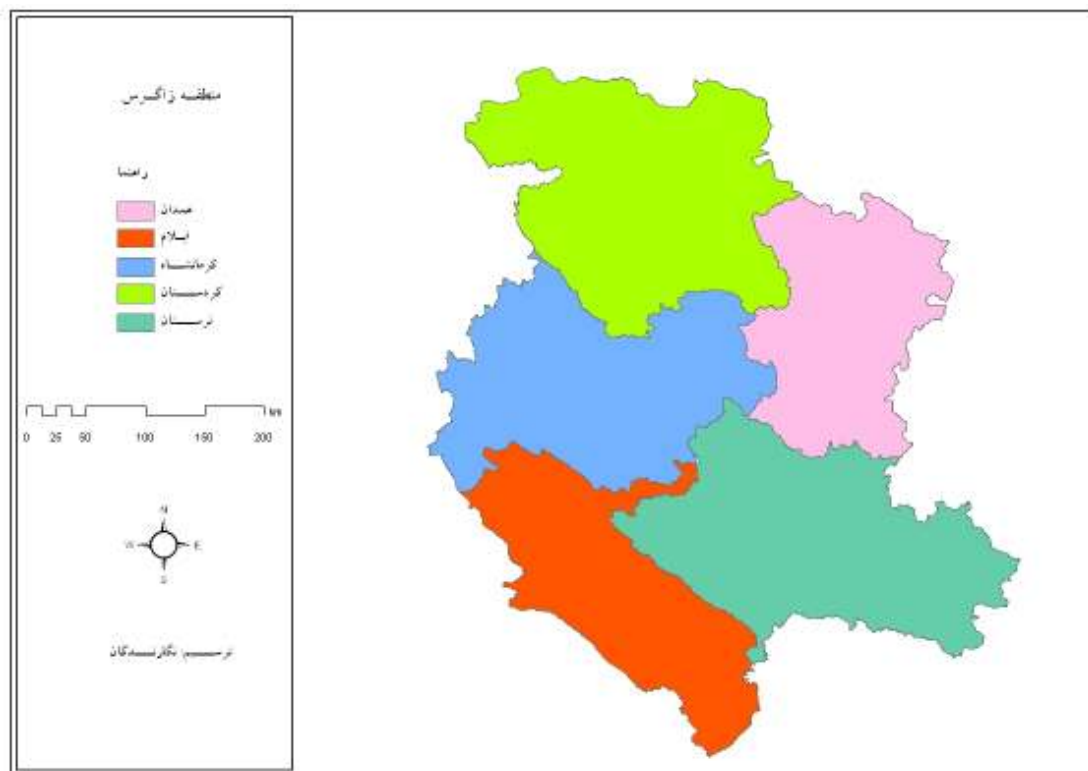 منطقه زاگرس
راهنما
همدان
ایلام
کرمانشاه
کردستان
لرستان
km
0 25 50 100 150 200
N
W E
S
ترسیم: نگارندگان